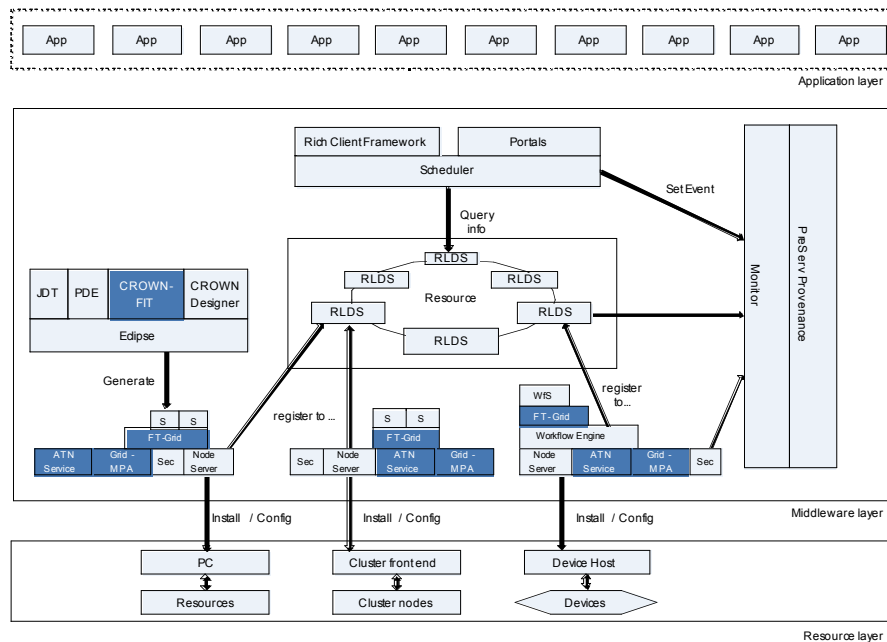 App App App App App App App App App App
Application layer
Rich Client Framework Portals
Scheduler
Set Event
Query
info
RLDS
RLDS RLDS
Resource
RLDS RLDS
RLDS
Monitor
PreServ Provenance
JDT PDE CROWN-
FIT CROWN
Designer
Eclipse
Generate
register to ...
register
to...
S S
FT-Grid
ATN
Service Grid -
MPA Sec Node
Server
S S
FT-Grid
Sec Node
Server ATN
Service Grid -
MPA
WfS
FT-Grid
Workflow Engine
Node
Server ATN
Service Grid -
MPA Sec
Middleware layer
Install / Config Install / Config Install / Config
PC Cluster front end Device Host
Resources Cluster nodes Devices
Resource layer